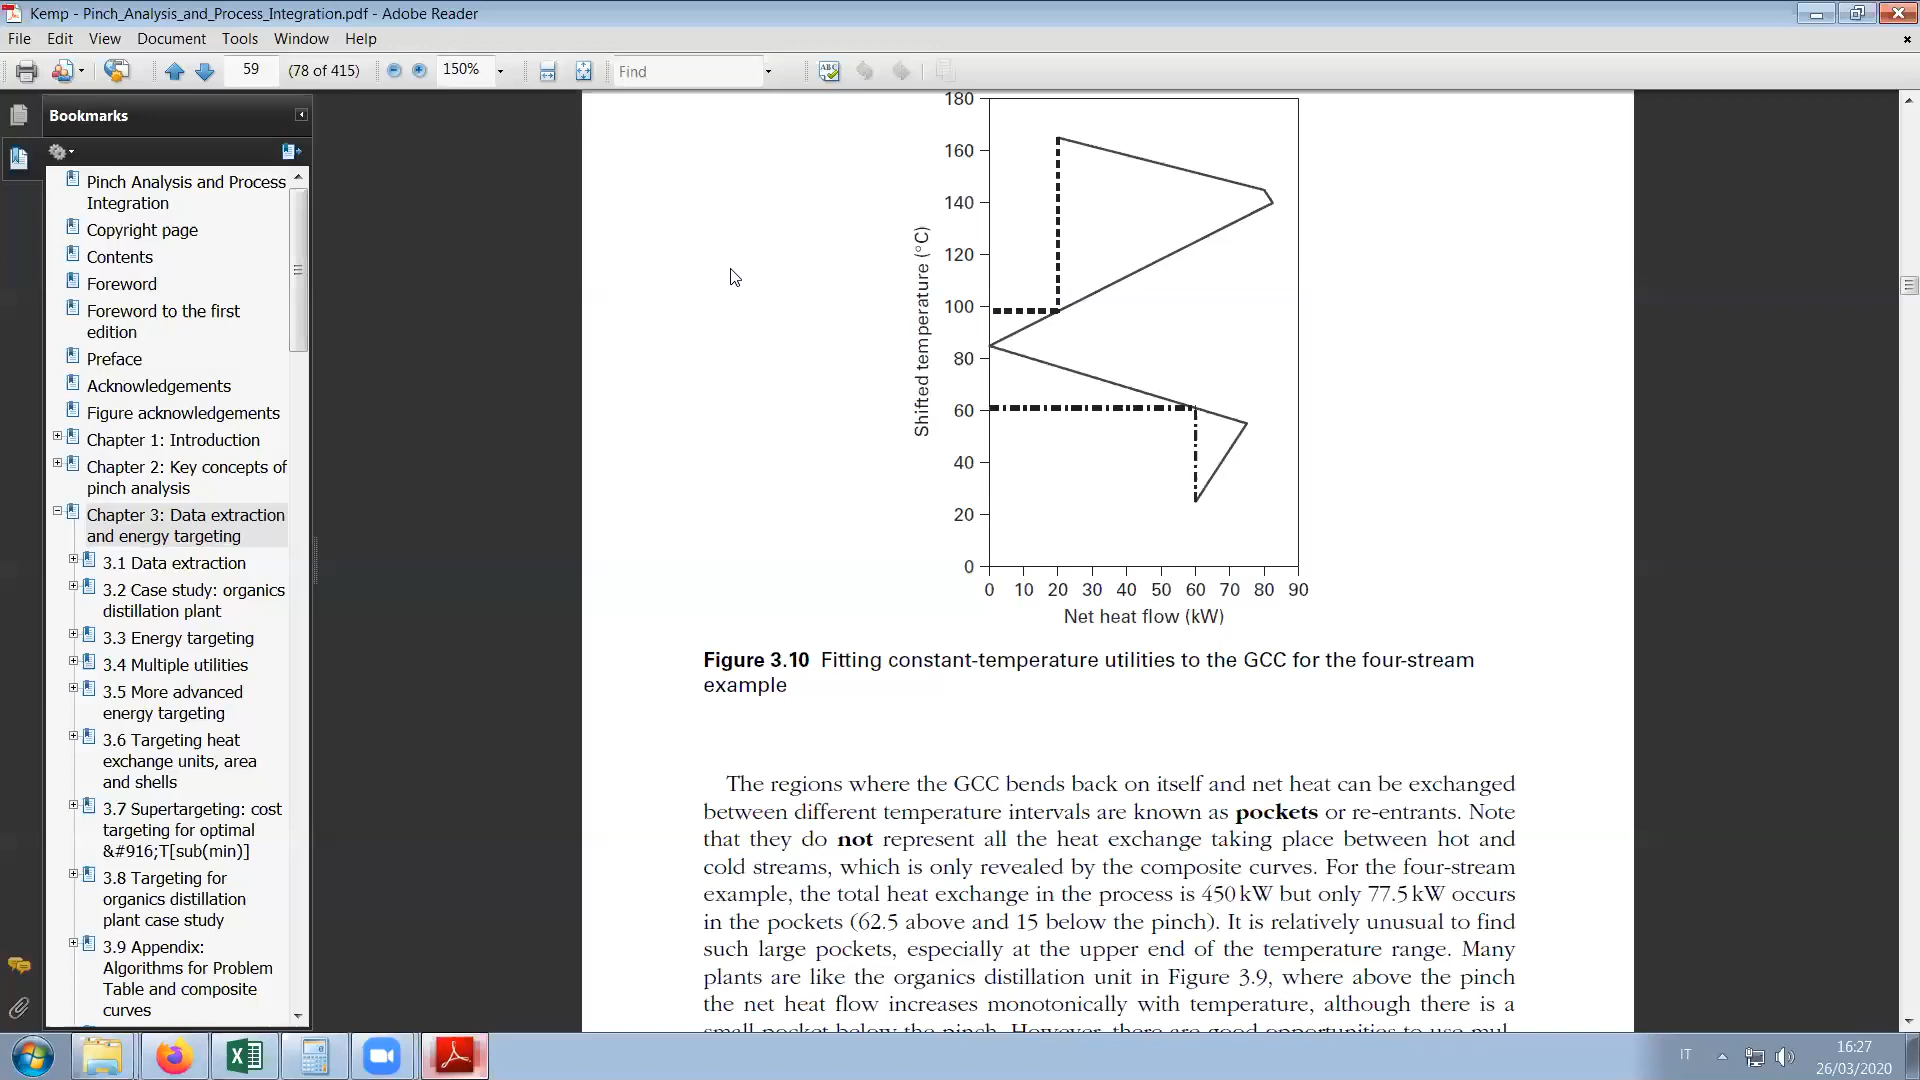 Kemp - Pinch_Analysis_and_Process_Integration.pdf - Adobe Reader
File Edit View Document Tools Window Help
59 (78 of 415) 150% Find
Bookmarks
Pinch Analysis and Process
Integration
Copyright page
Contents
Foreword
Foreword to the first
edition
Preface
Acknowledgements
Figure acknowledgements
Chapter 1: Introduction
Chapter 2: Key concepts of
pinch analysis
Chapter 3: Data extraction
and energy targeting
3.1 Data extraction
3.2 Case study: organics
distillation plant
3.3 Energy targeting
3.4 Multiple utilities
3.5 More advanced
energy targeting
3.6 Targeting heat
exchange units, area
and shells
3.7 Supertargeting: cost
targeting for optimal
&#916;T[sub(min)]
3.8 Targeting for
organics distillation
plant case study
3.9 Appendix:
Algorithms for Problem
Table and composite
curves
180
160
140
120
100
80
60
40
20
0
Shifted temperature (°C)
0 10 20 30 40 50 60 70 80 90
Net heat flow (kW)
Figure 3.10 Fitting constant-temperature utilities to the GCC for the four-stream
example
The regions where the GCC bends back on itself and net heat can be exchanged
between different temperature intervals are known as pockets or re-entrants. Note
that they do not represent all the heat exchange taking place between hot and
cold streams, which is only revealed by the composite curves. For the four-stream
example, the total heat exchange in the process is 450 kW but only 77.5 kW occurs
in the pockets (62.5 above and 15 below the pinch). It is relatively unusual to find
such large pockets, especially at the upper end of the temperature range. Many
plants are like the organics distillation unit in Figure 3.9, where above the pinch
the net heat flow increases monotonically with temperature, although there is a
small pocket below the pinch. However, there are good opportunities to use mul-
IT
16:27
26/03/2020